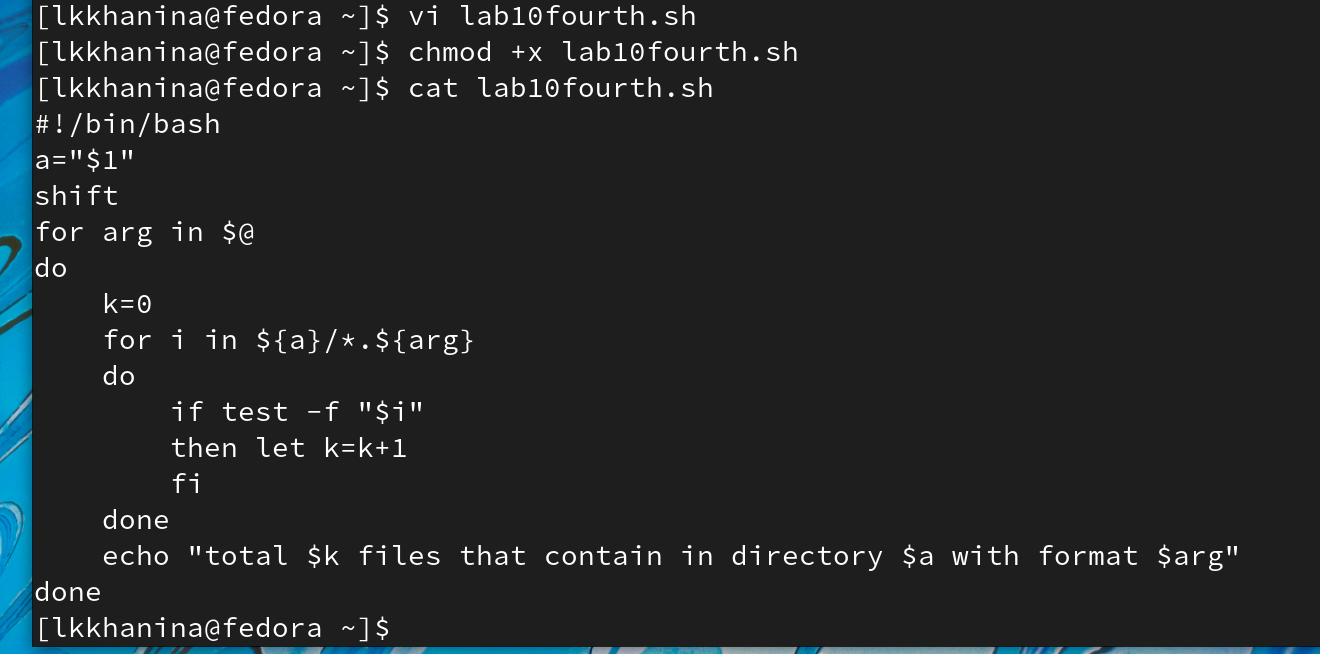 [lkkhanina@fedora ~]$ vi lab10fourth.sh
[lkkhanina@fedora ~]$ chmod +x lab10fourth.sh
[lkkhanina@fedora ~]$ cat lab10fourth.sh
#!/bin/bash
a="$1"
shift
for arg in $@
do
    k=0
    for i in ${a}/*.${arg}
    do
        if test -f "$i"
        then let k=k+1
        fi
    done
    echo "total $k files that contain in directory $a with format $arg"
done
[lkkhanina@fedora ~]$